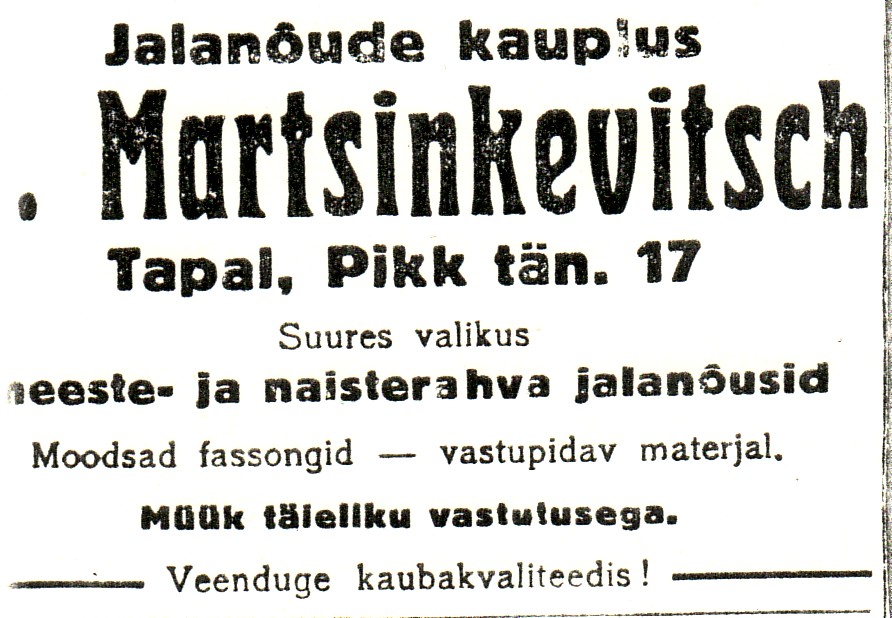 Jalanõude kauplus
. Martsinkevitsch
Tapal, Pikk tän. 17
Suures valikus
eeste- ja naisterahva jalanõusid
Moodsad fassongid — vastupidav materjal.
Müük täieliku vastutusega.
Veenduge kaubakvaliteedis!